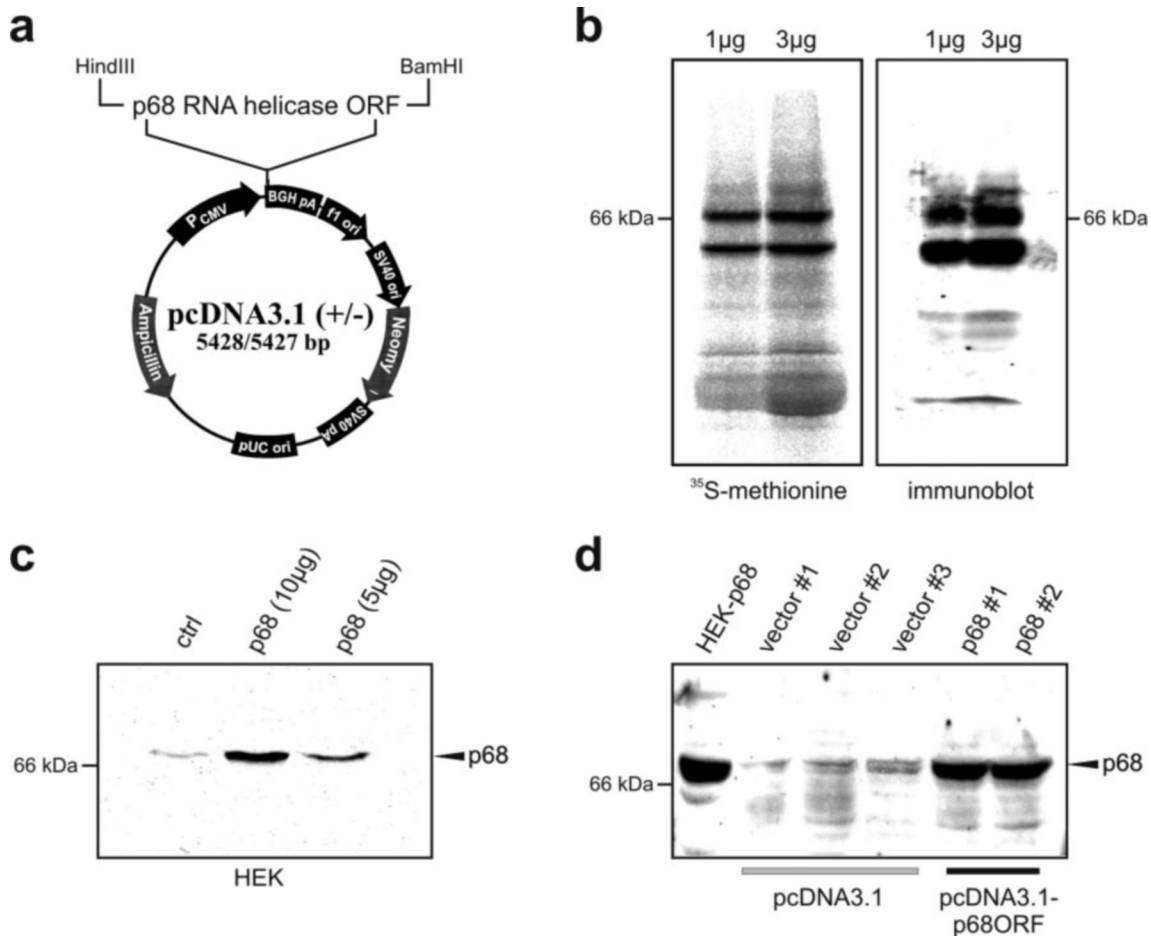 a
HindIII
BamHI
p68 RNA helicase ORF
PCMV
BGH pA
f1 ori
SV40 ori
Neomy
SV40 pA
pUC ori
Ampicillin
pcDNA3.1 (+/-)
5428/5427 bp
b
1µg 3µg
1µg 3µg
66 kDa
66 kDa
35S-methionine
immunoblot
c
ctrl
p68 (10µg)
p68 (5µg)
66 kDa
p68
HEK
d
HEK-p68
vector #1
vector #2
vector #3
p68 #1
p68 #2
66 kDa
p68
pcDNA3.1
pcDNA3.1-
p68ORF